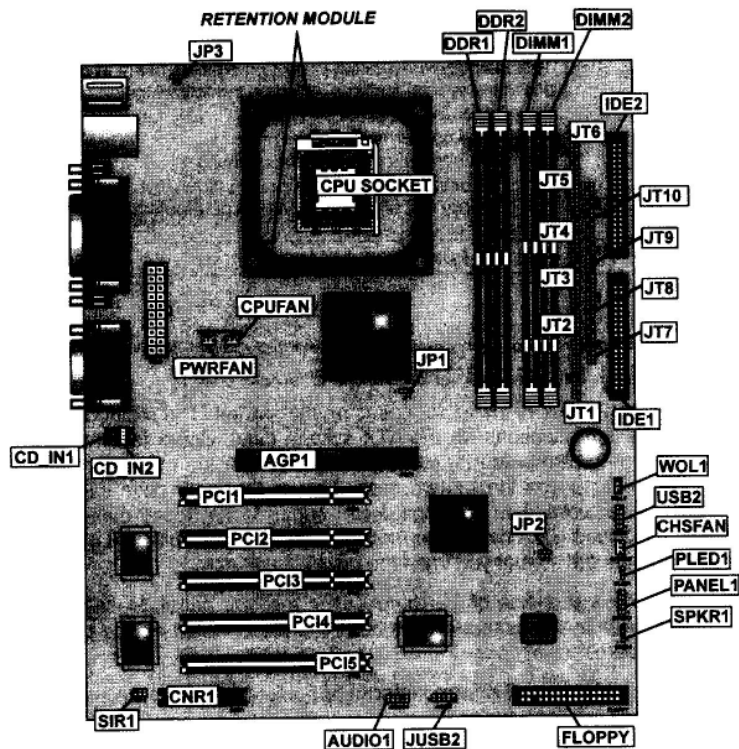 RETENTION MODULE
DDR2
DIMM2
JP3
DDR1
DIMM1
IDE2
JT6
CPU SOCKET
JT5
JT10
JT4
JT9
JT3
JT8
CPUFAN
JT2
JT7
PWRFAN
JP1
JT1
IDE1
CD_IN1
CD_IN2
AGP1
WOL1
PCI1
USB2
PCI2
JP2
CHSFAN
PCI3
PLED1
PANEL1
PCI4
SPKR1
PCI5
CNR1
SIR1
AUDIO1
JUSB2
FLOPPY